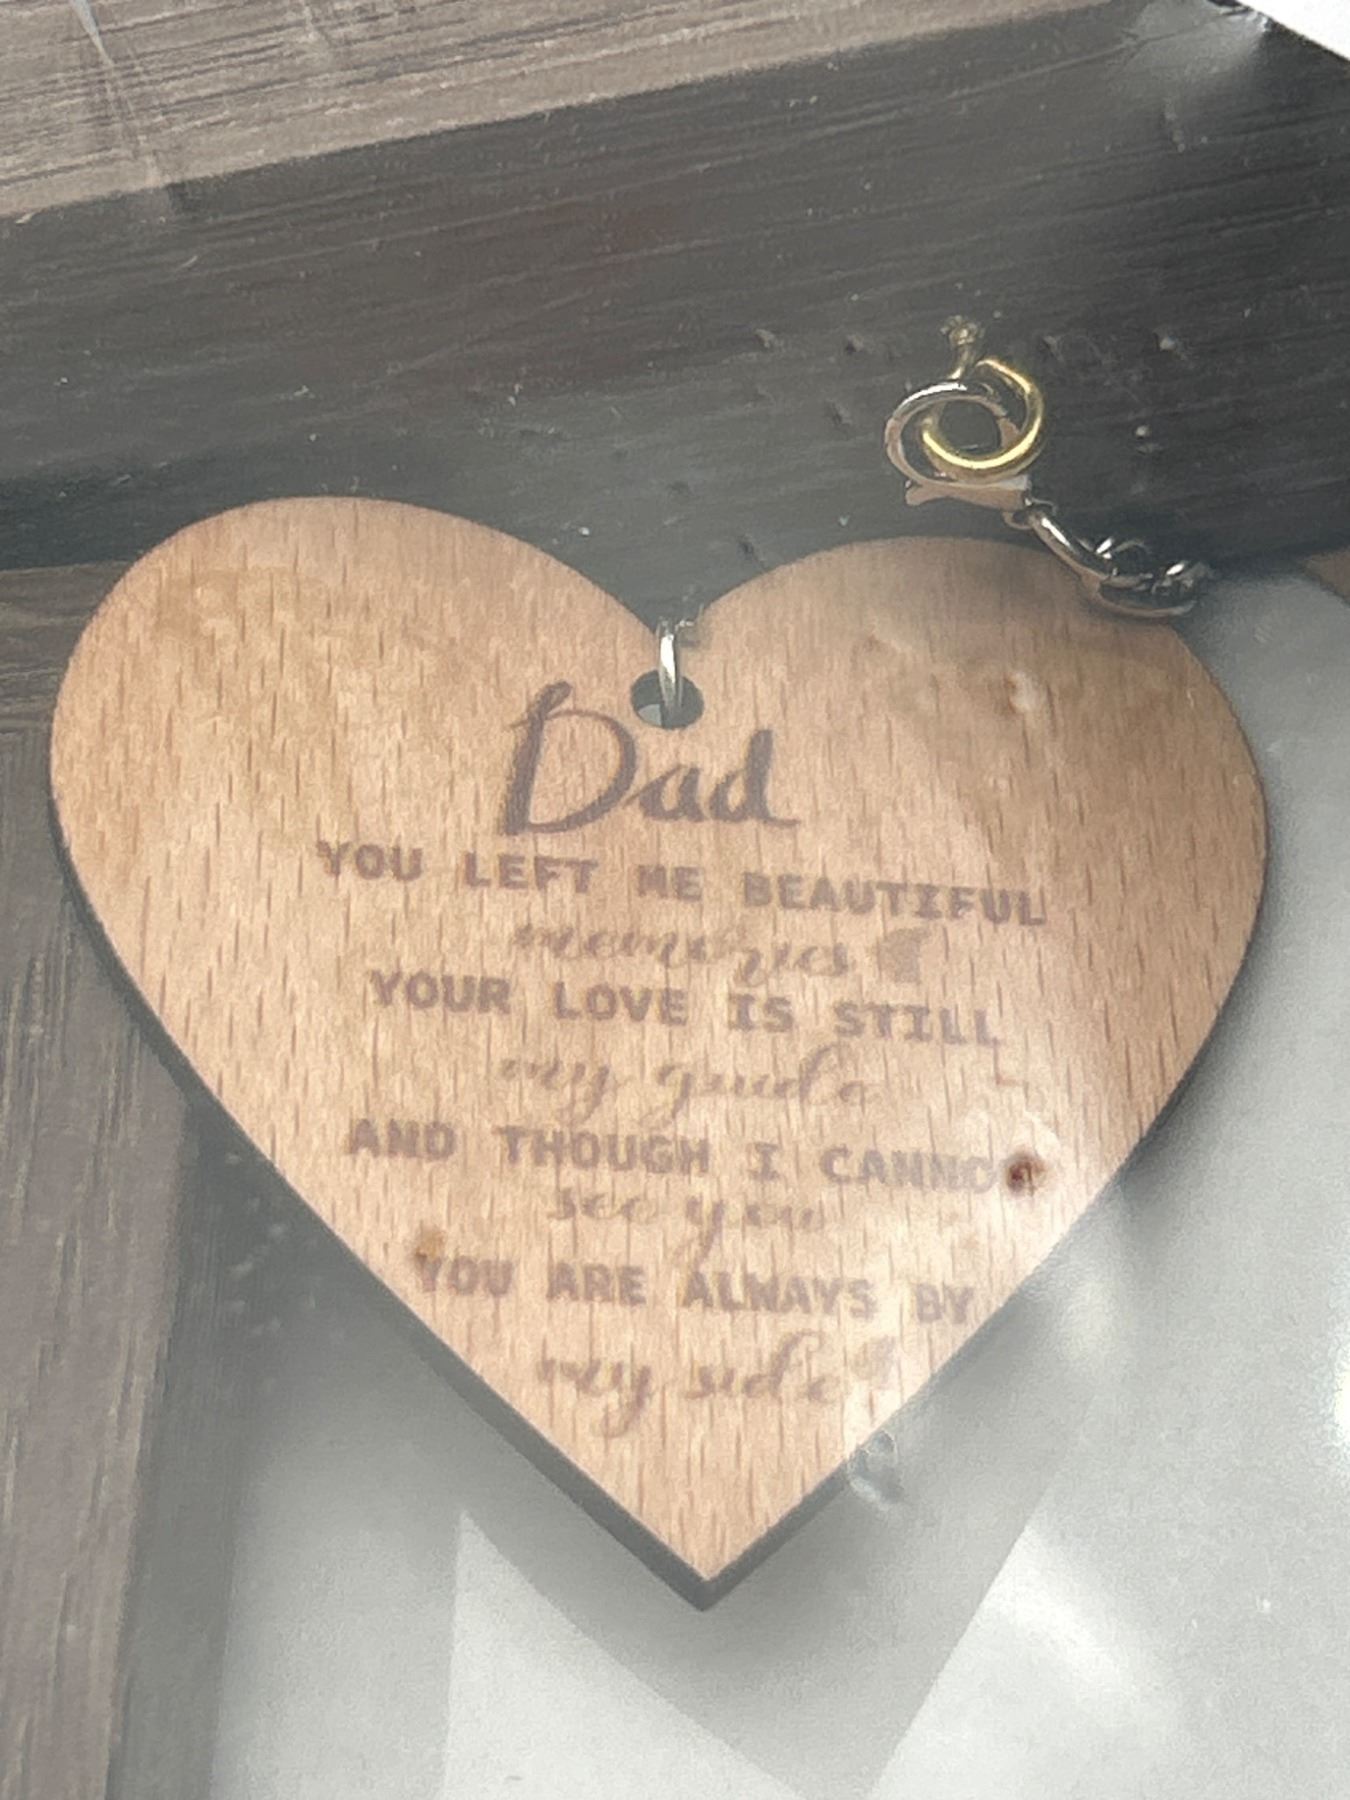 Dad
YOU LEFT ME BEAUTIFUL
memories
YOUR LOVE IS STILL
my guide
AND THOUGH I CANNO
see you
YOU ARE ALWAYS BY
my side